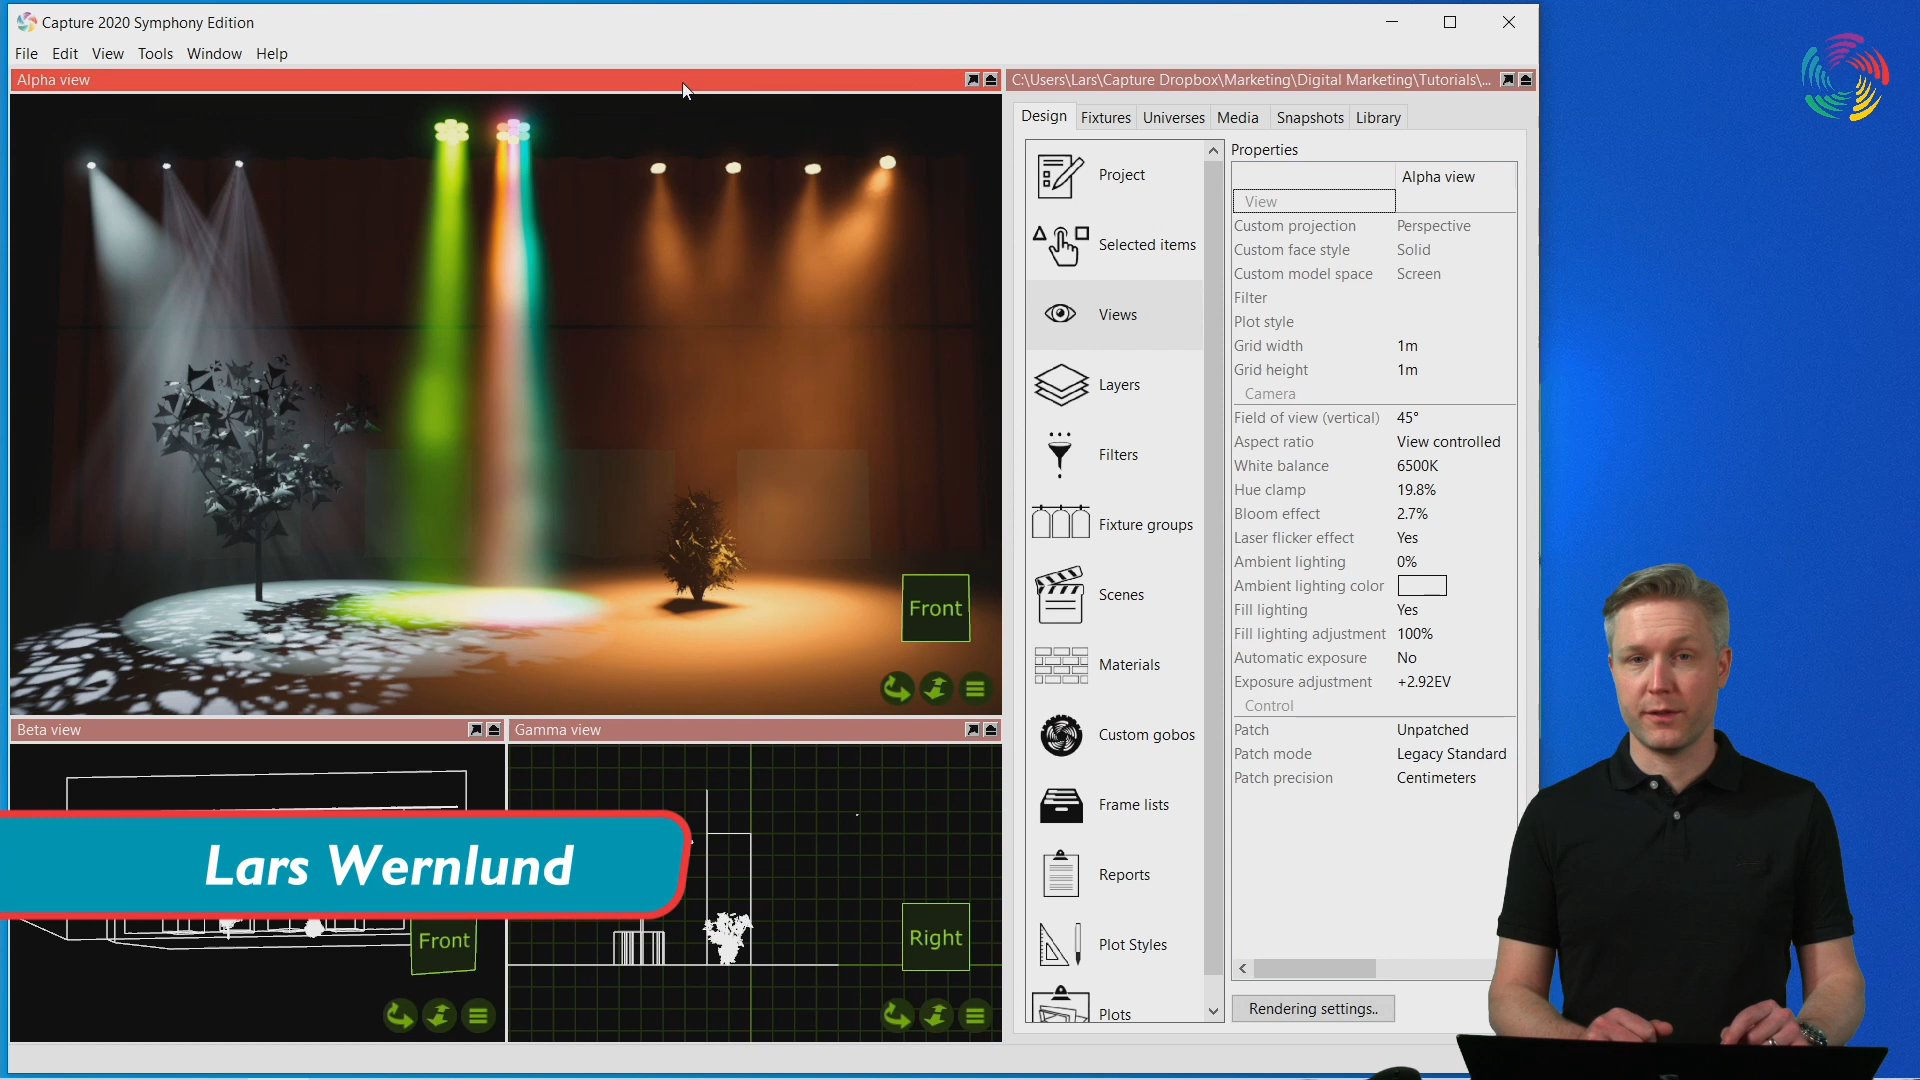 Capture 2020 Symphony Edition
File Edit View Tools Window Help
Alpha view
C:\Users\Lars\Capture Dropbox\Marketing\Digital Marketing\Tutorials\...
Design Fixtures Universes Media Snapshots Library
Project
Selected items
Views
Layers
Filters
Fixture groups
Scenes
Materials
Custom gobos
Frame lists
Reports
Plot Styles
Plots
Properties
Alpha view
View
Custom projection Perspective
Custom face style Solid
Custom model space Screen
Filter
Plot style
Grid width 1m
Grid height 1m
Camera
Field of view (vertical) 45°
Aspect ratio View controlled
White balance 6500K
Hue clamp 19.8%
Bloom effect 2.7%
Laser flicker effect Yes
Ambient lighting 0%
Ambient lighting color
Fill lighting Yes
Fill lighting adjustment 100%
Automatic exposure No
Exposure adjustment +2.92EV
Control
Patch Unpatched
Patch mode Legacy Standard
Patch precision Centimeters
Rendering settings..
Front
Beta view
Gamma view
Lars Wernlund
Front
Right